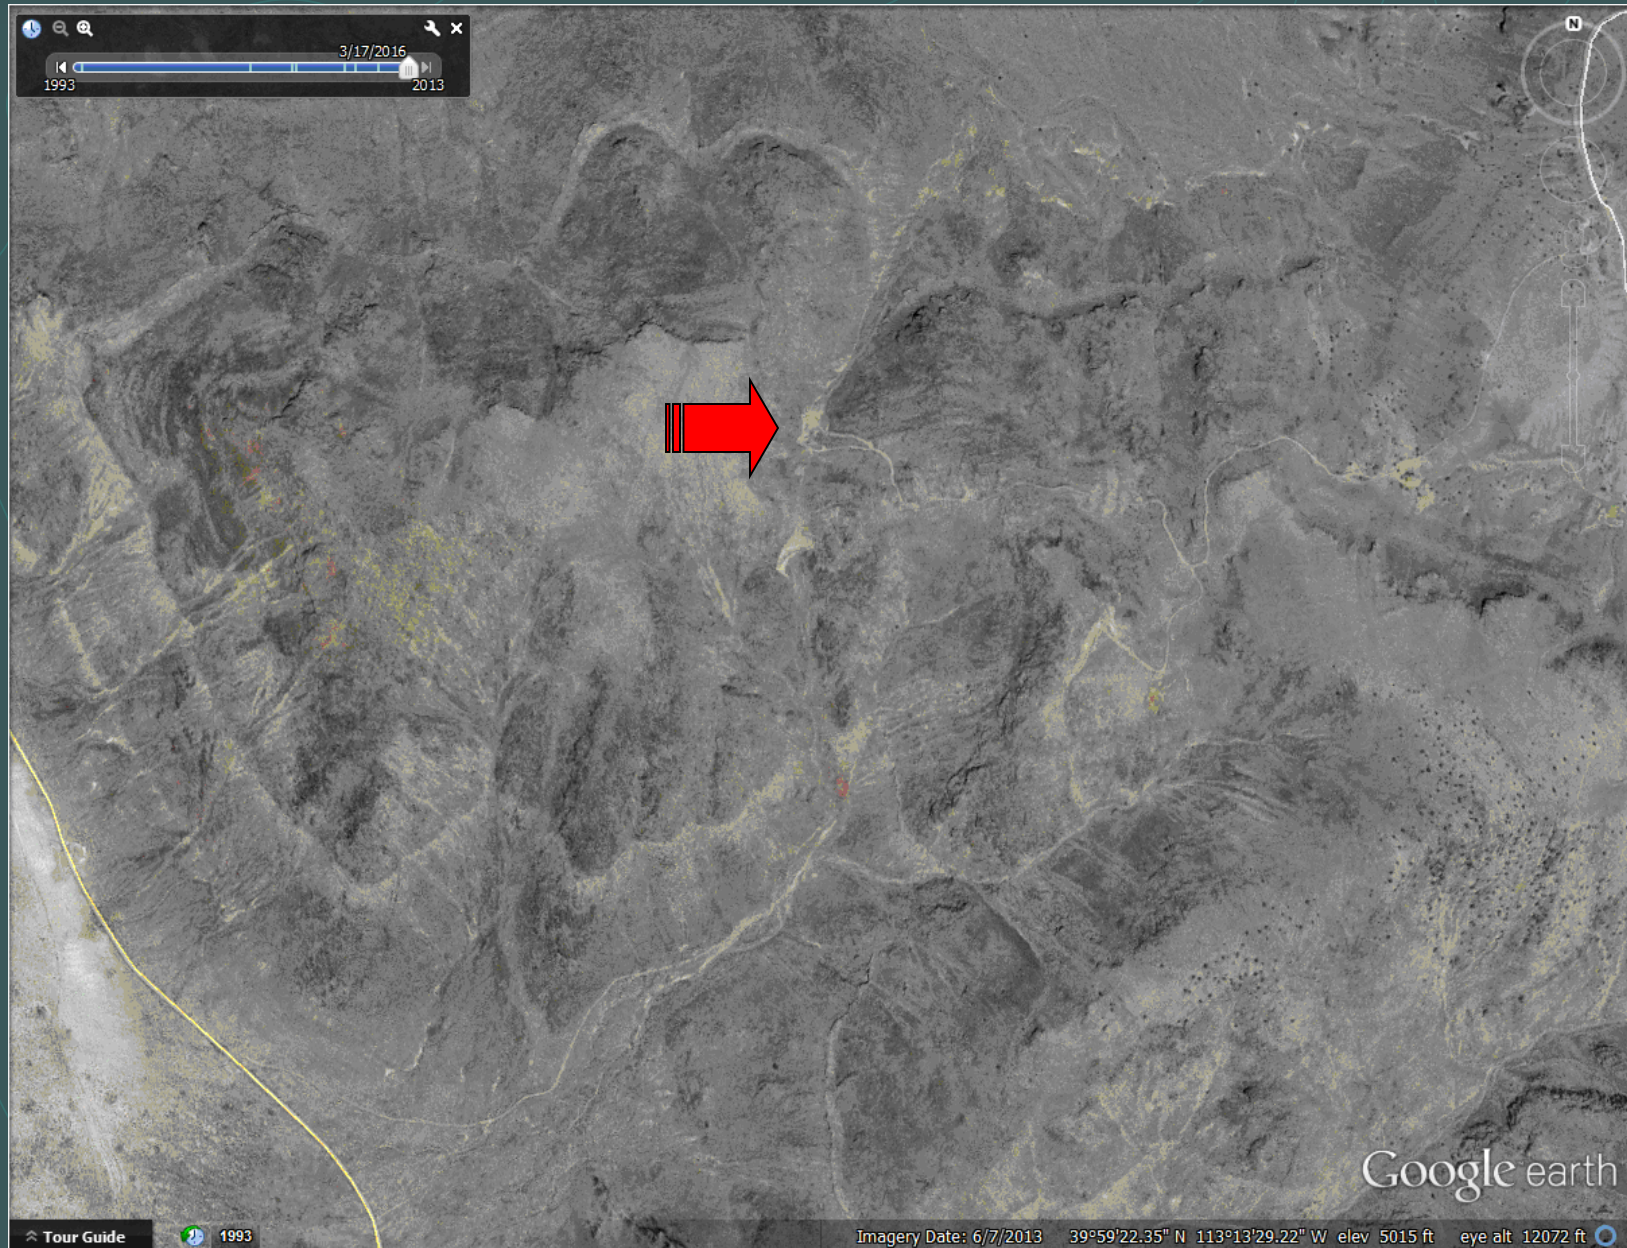 N
3/17/2016
1993 2013
Google earth
Tour Guide 1993 Imagery Date: 6/7/2013 39°59'22.35" N 113°13'29.22" W elev 5015 ft eye alt 12072 ft